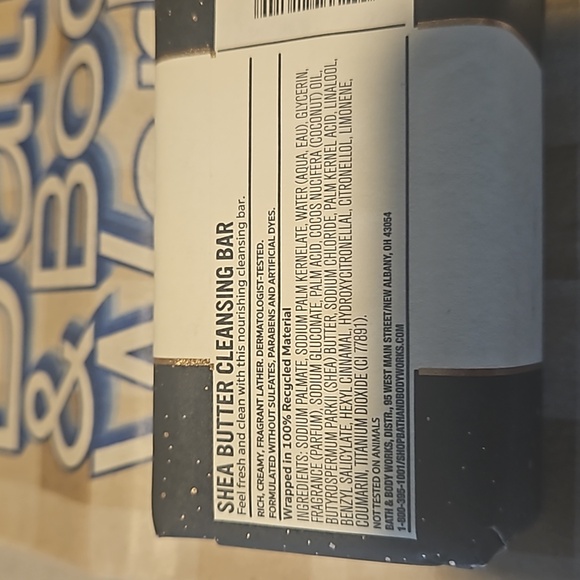 SHEA BUTTER CLEANSING BAR
Feel fresh and clean with this nourishing cleansing bar.
RICH, CREAMY, FRAGRANT LATHER. DERMATOLOGIST-TESTED.
FORMULATED WITHOUT SULFATES, PARABENS AND ARTIFICIAL DYES.
Wrapped in 100% Recycled Material
INGREDIENTS: SODIUM PALMATE, SODIUM PALM KERNELATE, WATER (AQUA, EAU), GLYCERIN,
FRAGRANCE (PARFUM), SODIUM GLUCONATE, PALM ACID, COCOS NUCIFERA (COCONUT) OIL,
BUTYROSPERMUM PARKII (SHEA) BUTTER, SODIUM CHLORIDE, PALM KERNEL ACID, LINALOOL,
BENZYL SALICYLATE, HEXYL CINNAMAL, HYDROXYCITRONELLAL, CITRONELLOL, LIMONENE,
COUMARIN, TITANIUM DIOXIDE (CI 77891).
NOT TESTED ON ANIMALS
BATH & BODY WORKS, DISTR., 95 WEST MAIN STREET/NEW ALBANY, OH 43054
1-800-395-1001/SHOPBATHANDBODYWORKS.COM
& Bo